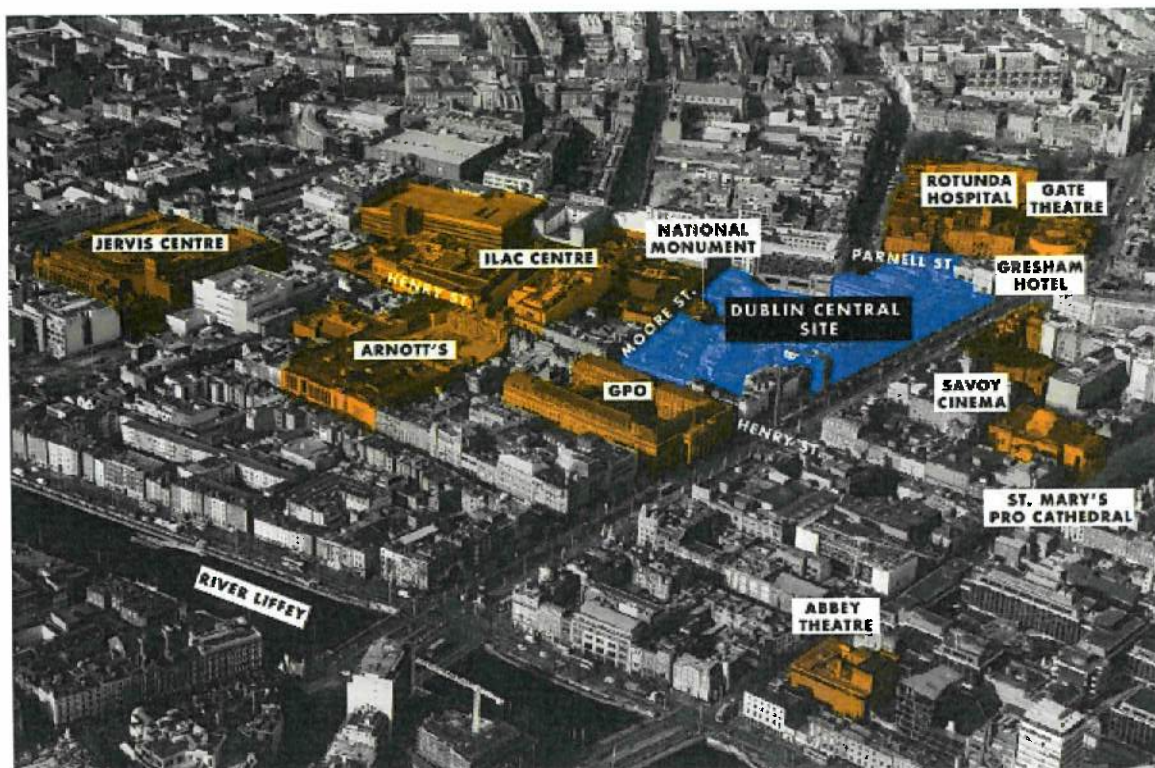 ROTUNDA
HOSPITAL
GATE
THEATRE
NATIONAL
MONUMENT
JERVIS CENTRE
ILAC CENTRE
PARNELL ST.
GRESHAM
HOTEL
HENRY ST.
MOORE ST.
DUBLIN CENTRAL
SITE
ARNOTT'S
GPO
SAVOY
CINEMA
HENRY ST.
ST. MARY'S
PRO CATHEDRAL
RIVER LIFFEY
ABBEY
THEATRE